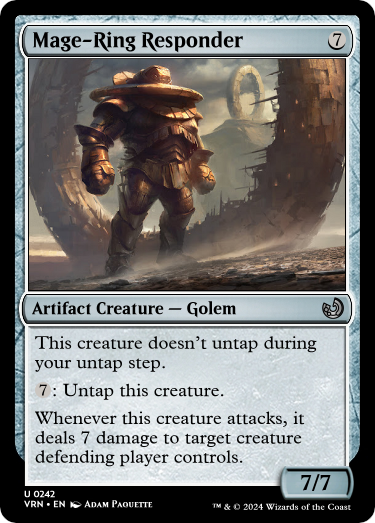 Mage-Ring Responder 7
Artifact Creature — Golem
This creature doesn't untap during
your untap step.
7: Untap this creature.
Whenever this creature attacks, it
deals 7 damage to target creature
defending player controls.
7/7
U 0242
VRN • EN Adam Paquette
™ & © 2024 Wizards of the Coast